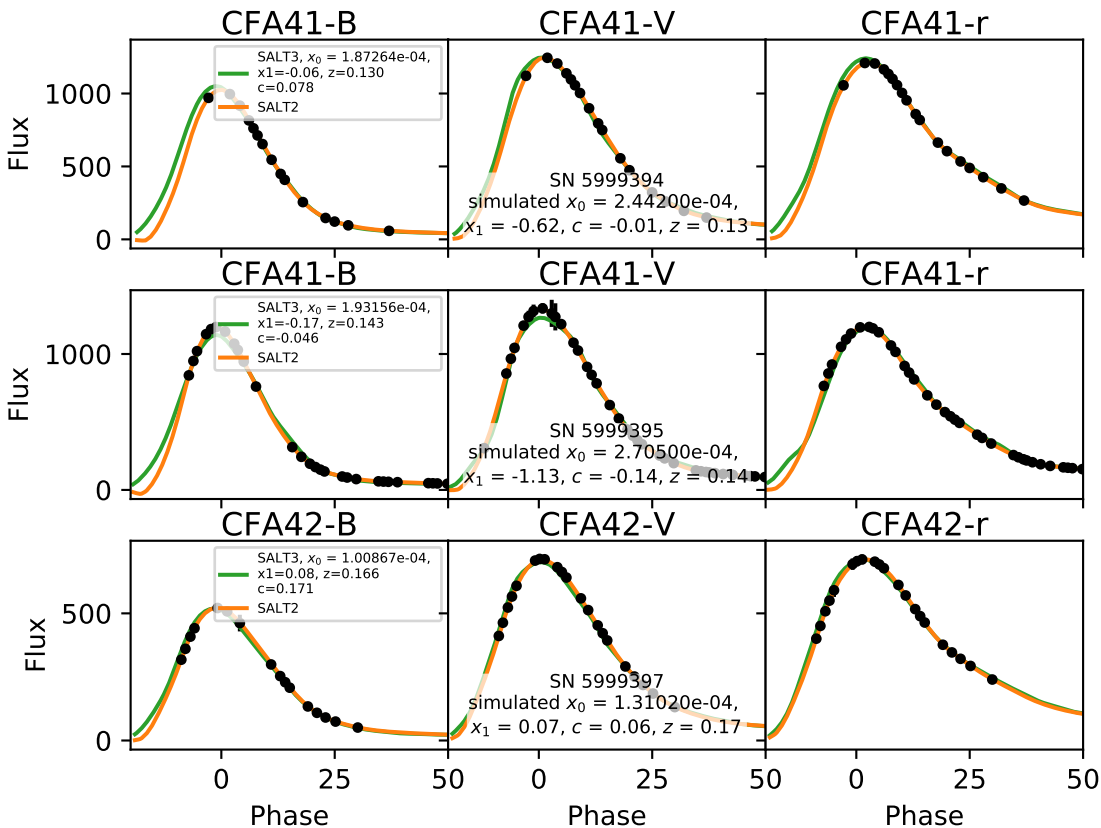 CFA41-B CFA41-V CFA41-r
Flux
1000
500
0
SALT3, x₀ = 1.87264e-04,
x1=-0.06, z=0.130
c=0.078
SALT2
SN 5999394
simulated x₀ = 2.44200e-04,
x₁ = -0.62, c = -0.01, z = 0.13
CFA41-B CFA41-V CFA41-r
Flux
1000
0
SALT3, x₀ = 1.93156e-04,
x1=-0.17, z=0.143
c=-0.046
SALT2
SN 5999395
simulated x₀ = 2.70500e-04,
x₁ = -1.13, c = -0.14, z = 0.14
CFA42-B CFA42-V CFA42-r
Flux
500
0
SALT3, x₀ = 1.00867e-04,
x1=0.08, z=0.166
c=0.171
SALT2
SN 5999397
simulated x₀ = 1.31020e-04,
x₁ = 0.07, c = 0.06, z = 0.17
0 25 50 0 25 50 0 25 50
Phase Phase Phase